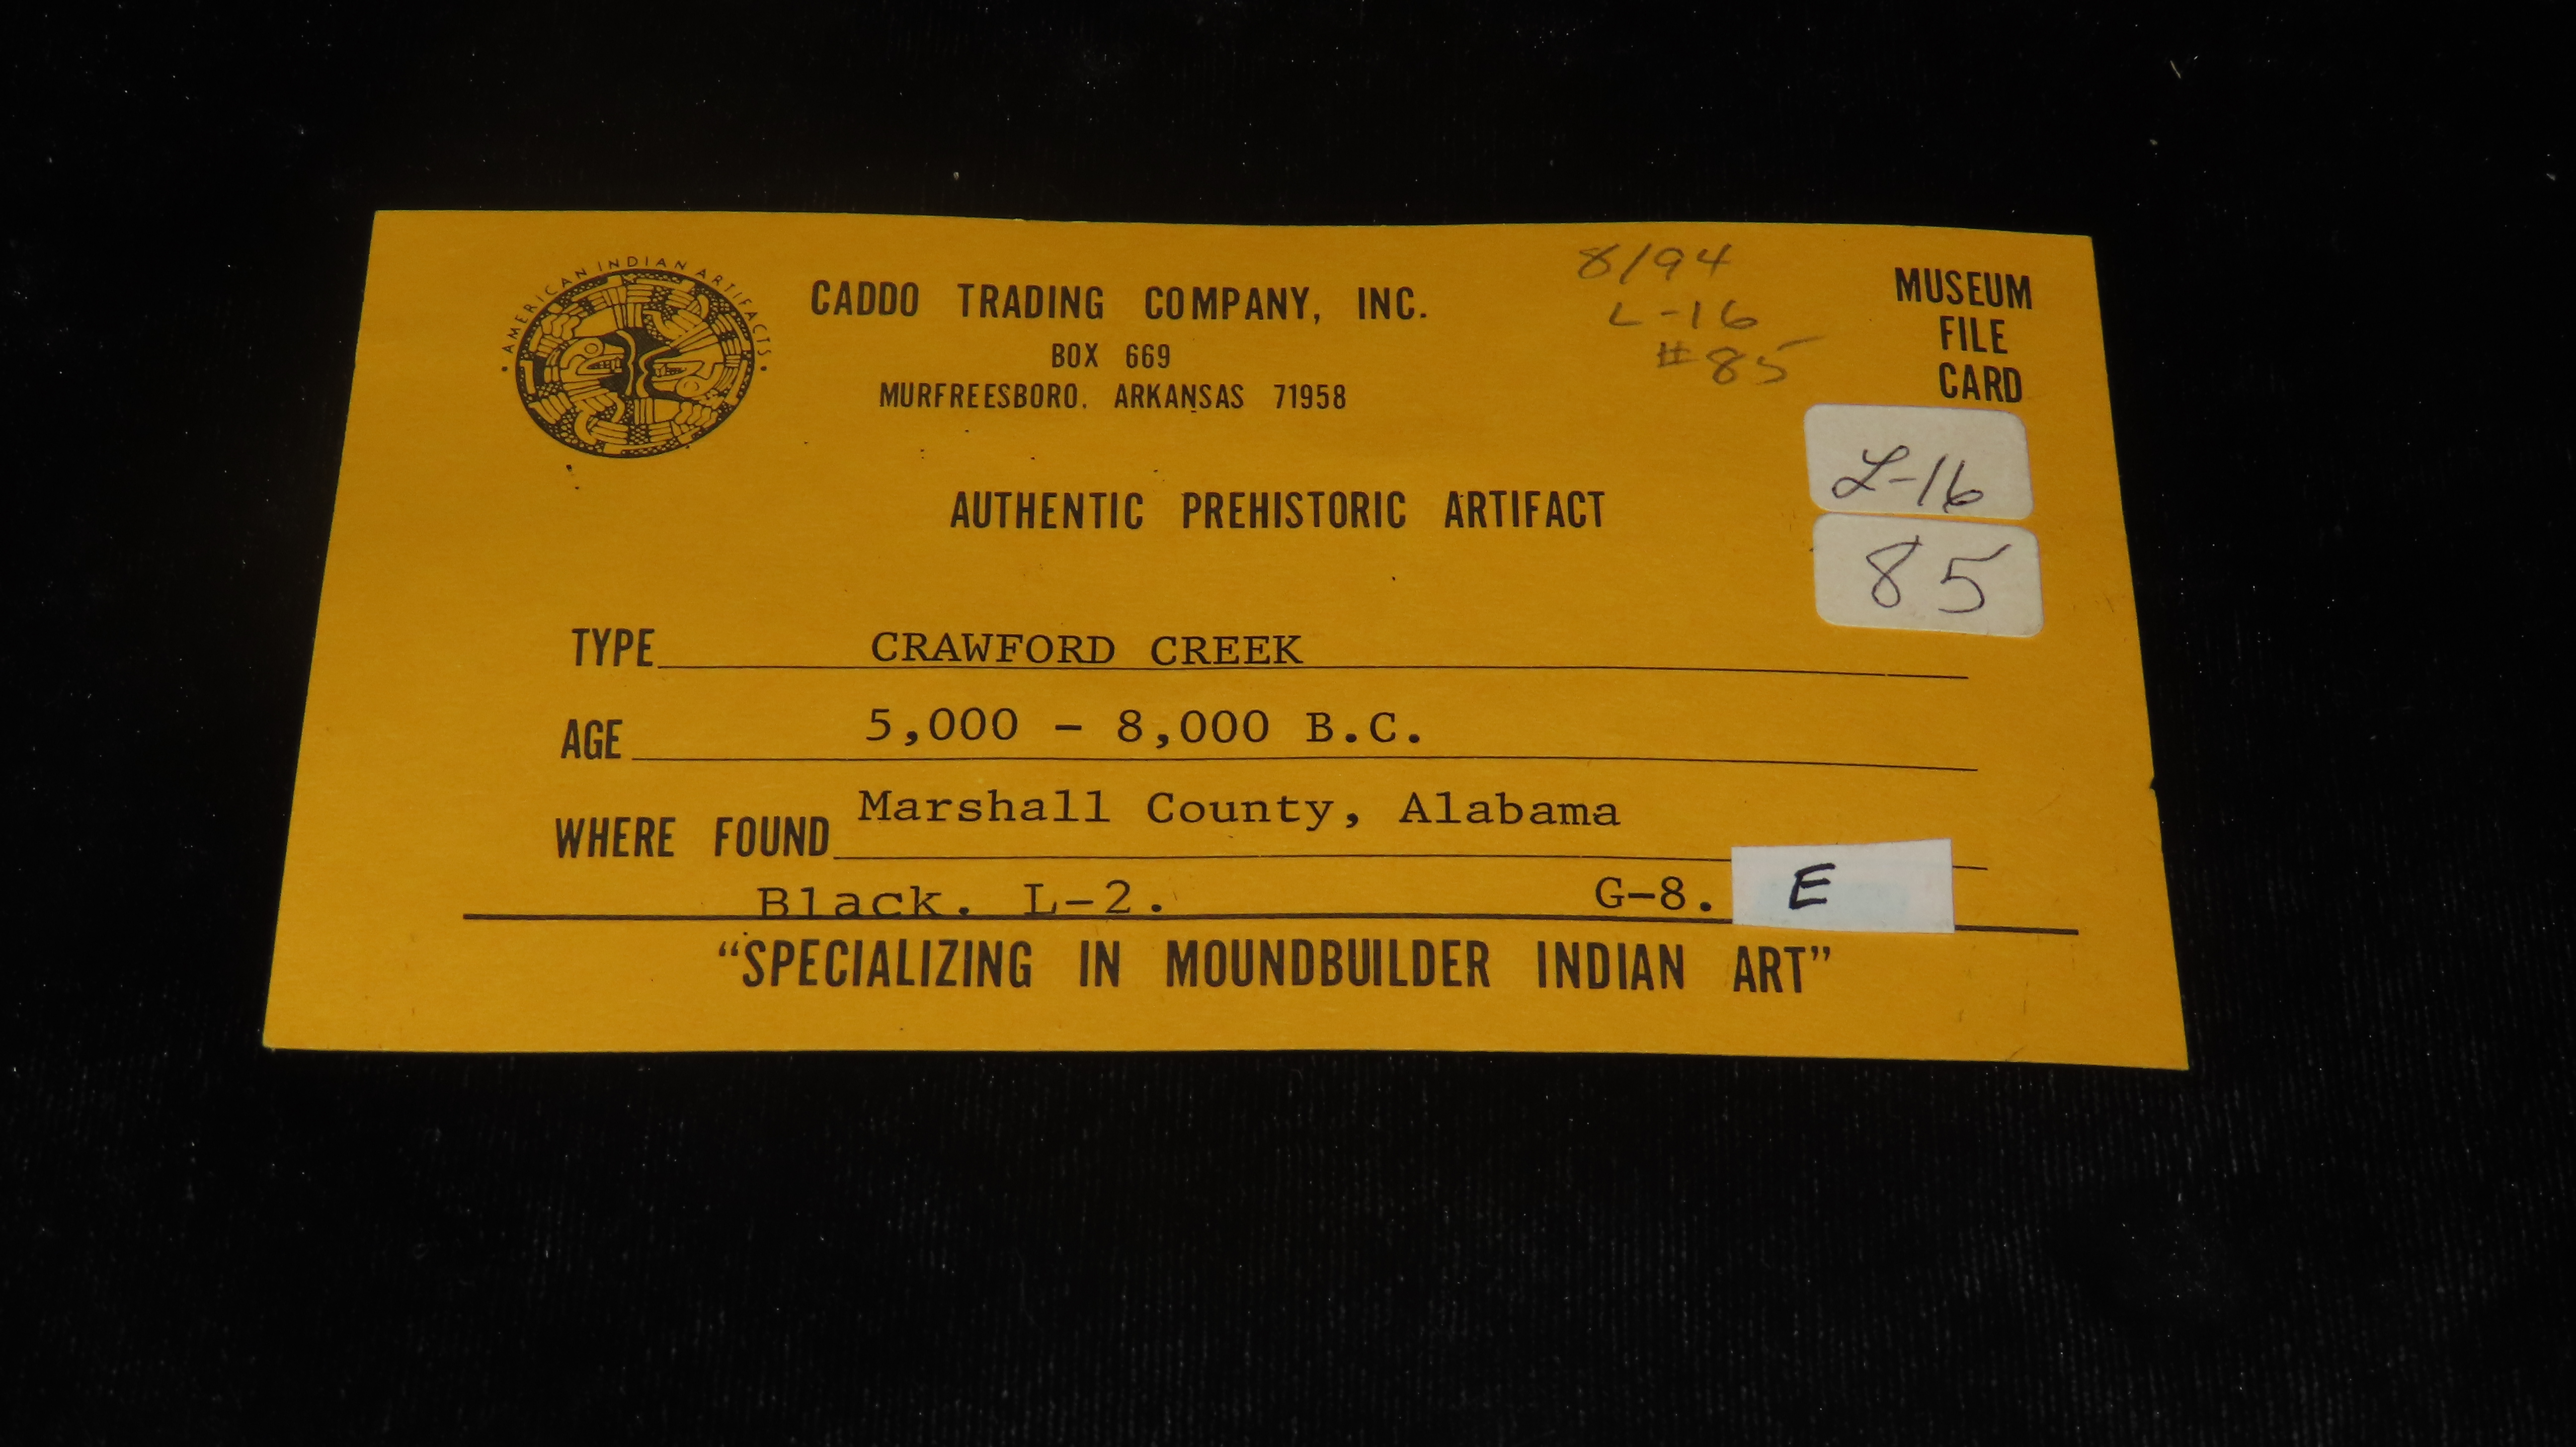 • AMERICAN INDIAN ARTIFACTS •
CADDO TRADING COMPANY, INC.
BOX 669
MURFREESBORO, ARKANSAS 71958
8/94
L-16
#85
MUSEUM
FILE
CARD
L-16
85
AUTHENTIC PREHISTORIC ARTIFACT
TYPE CRAWFORD CREEK
AGE 5,000 - 8,000 B.C.
WHERE FOUND Marshall County, Alabama
Black. L-2. G-8. E
“SPECIALIZING IN MOUNDBUILDER INDIAN ART”